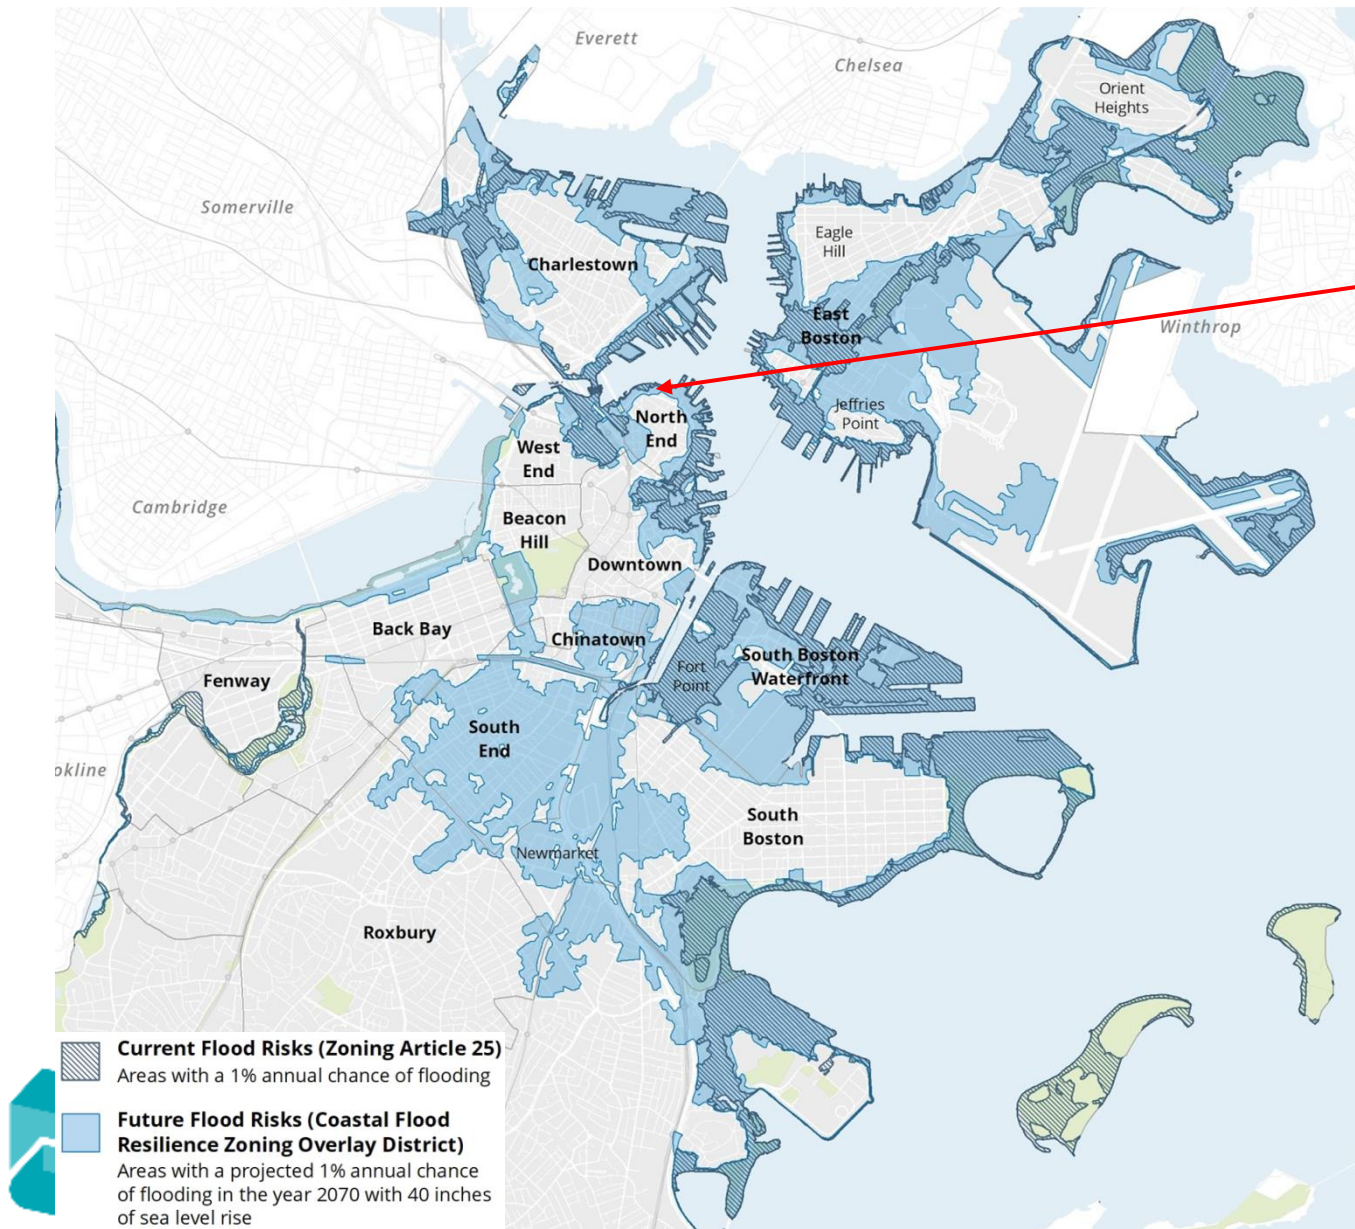 Everett
Chelsea
Orient
Heights
Somerville
Eagle
Hill
Charlestown
East
Boston
Winthrop
Jeffries
Point
North
End
West
End
Cambridge
Beacon
Hill
Downtown
Back Bay
Chinatown
Fort
Point
South Boston
Waterfront
Fenway
South
End
okline
South
Boston
Newmarket
Roxbury
Current Flood Risks (Zoning Article 25)
Areas with a 1% annual chance of flooding
Future Flood Risks (Coastal Flood
Resilience Zoning Overlay District)
Areas with a projected 1% annual chance
of flooding in the year 2070 with 40 inches
of sea level rise